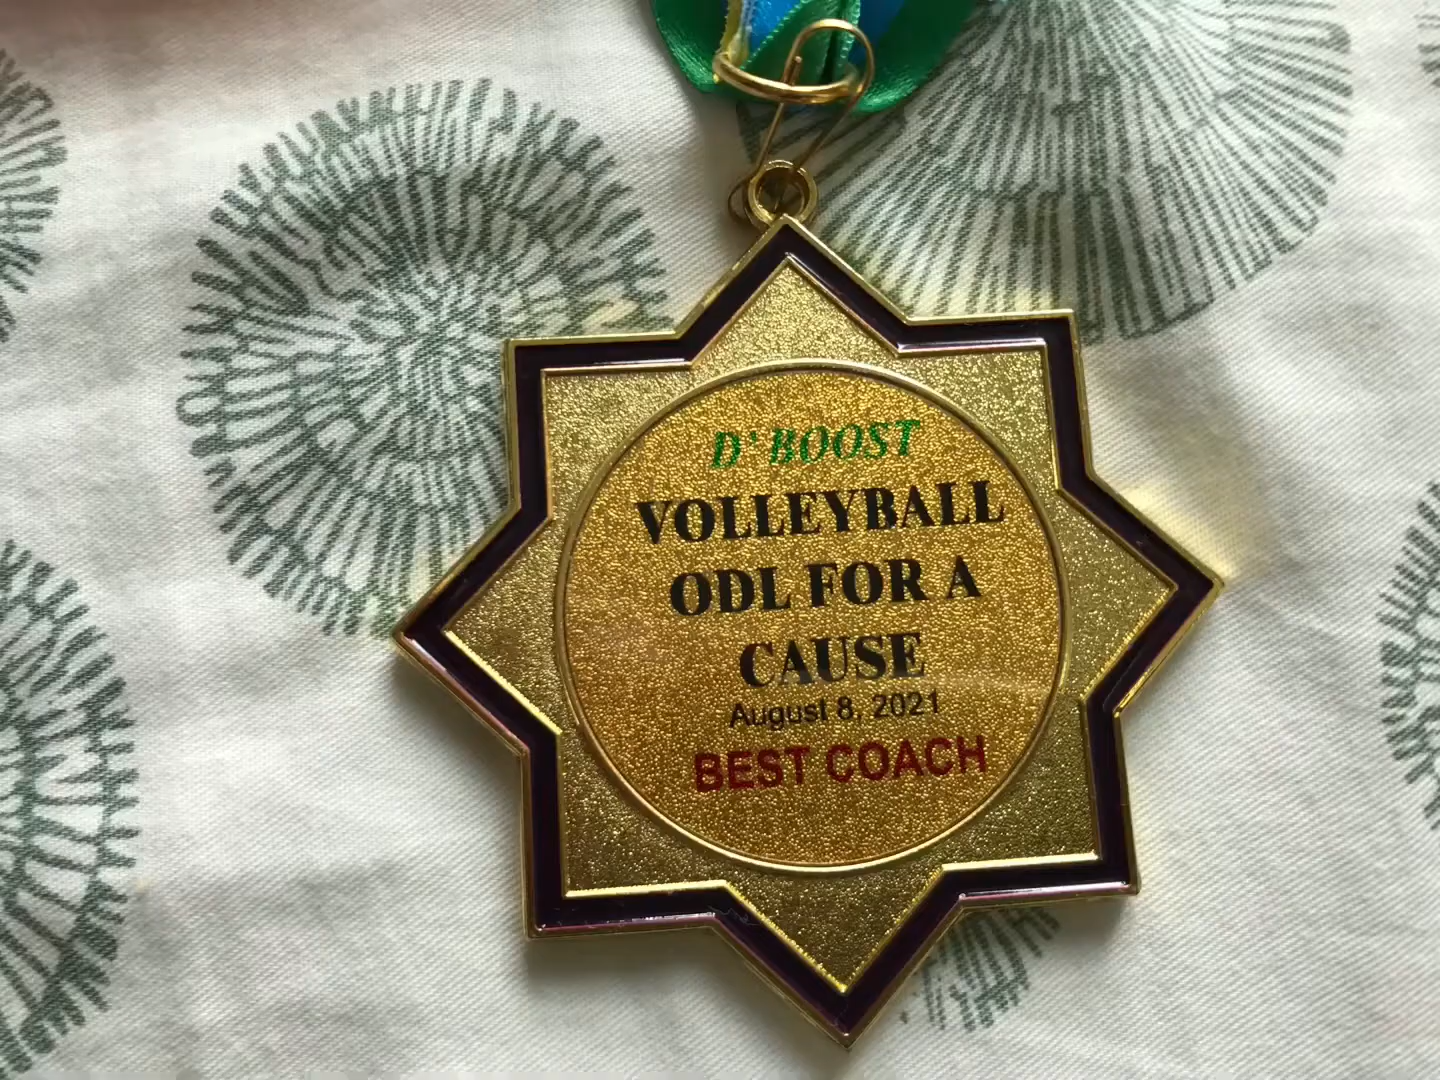 D' BOOST
VOLLEYBALL
ODL FOR A
CAUSE
August 8, 2021
BEST COACH